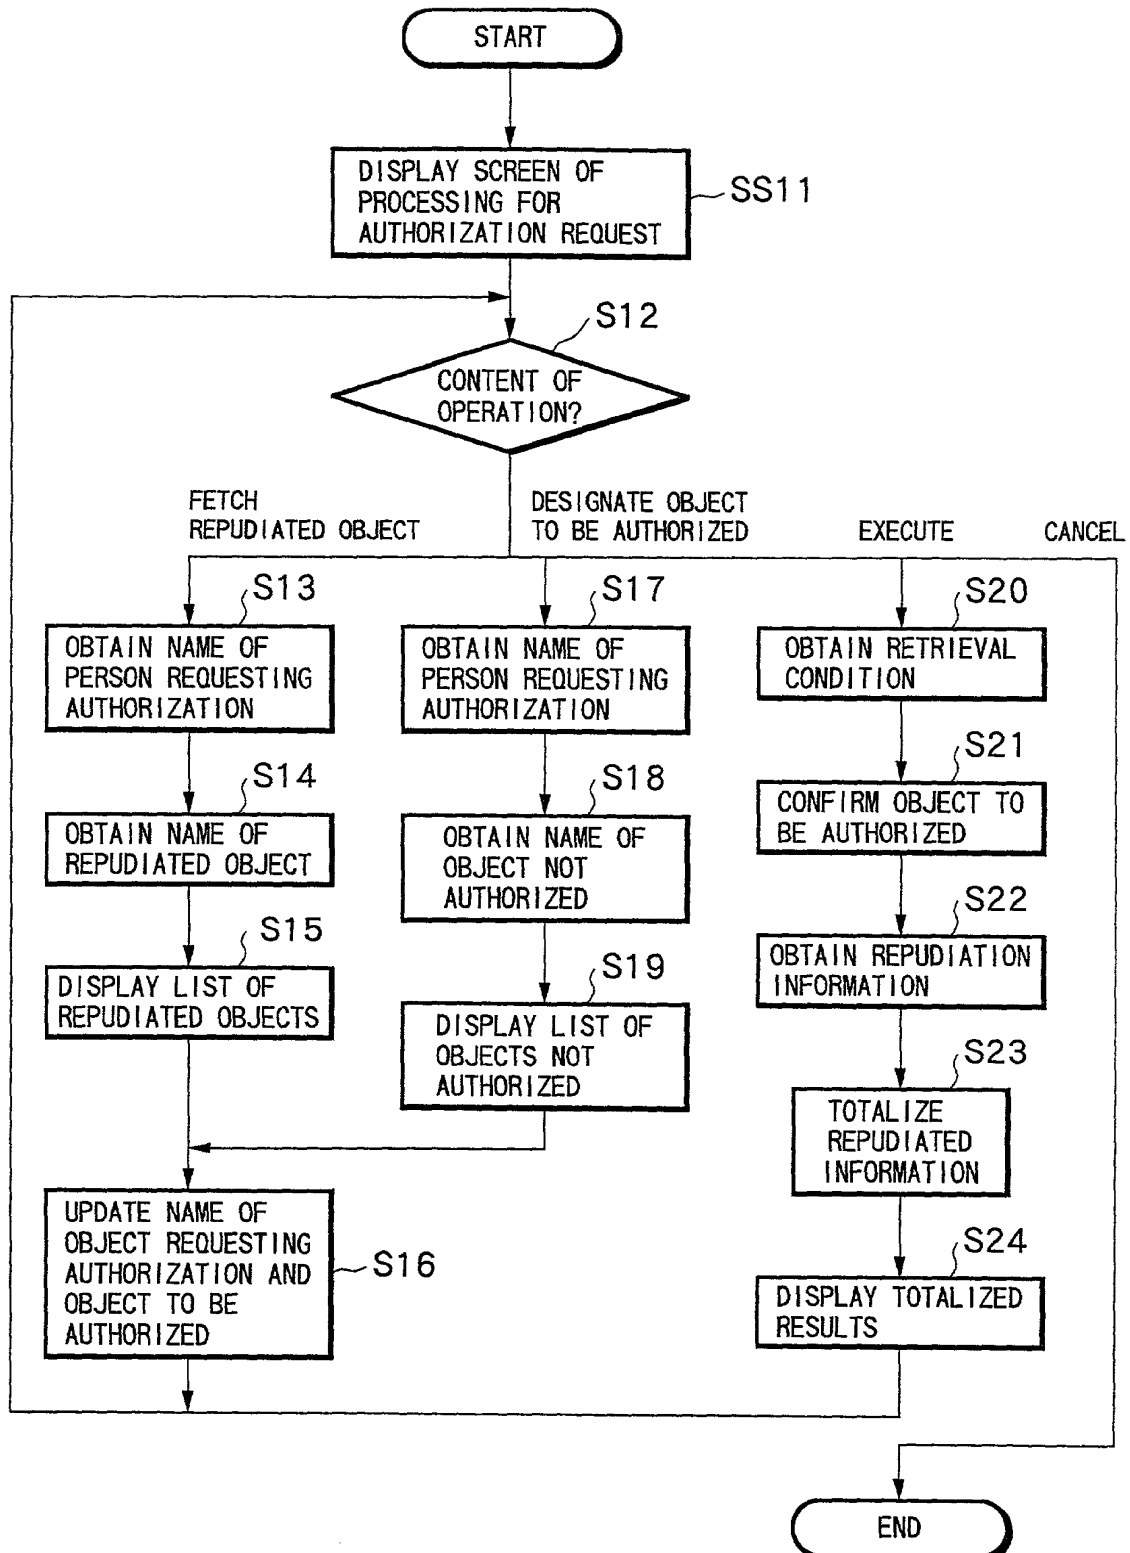 START
DISPLAY SCREEN OF
PROCESSING FOR
AUTHORIZATION REQUEST
SS11
S12
CONTENT OF
OPERATION?
FETCH
REPUDIATED OBJECT
DESIGNATE OBJECT
TO BE AUTHORIZED
EXECUTE
CANCEL
S13
OBTAIN NAME OF
PERSON REQUESTING
AUTHORIZATION
S14
OBTAIN NAME OF
REPUDIATED OBJECT
S15
DISPLAY LIST OF
REPUDIATED OBJECTS
S17
OBTAIN NAME OF
PERSON REQUESTING
AUTHORIZATION
S18
OBTAIN NAME OF
OBJECT NOT
AUTHORIZED
S19
DISPLAY LIST OF
OBJECTS NOT
AUTHORIZED
UPDATE NAME OF
OBJECT REQUESTING
AUTHORIZATION AND
OBJECT TO BE
AUTHORIZED
S16
S20
OBTAIN RETRIEVAL
CONDITION
S21
CONFIRM OBJECT TO
BE AUTHORIZED
S22
OBTAIN REPUDIATION
INFORMATION
S23
TOTALIZE
REPUDIATED
INFORMATION
S24
DISPLAY TOTALIZED
RESULTS
END